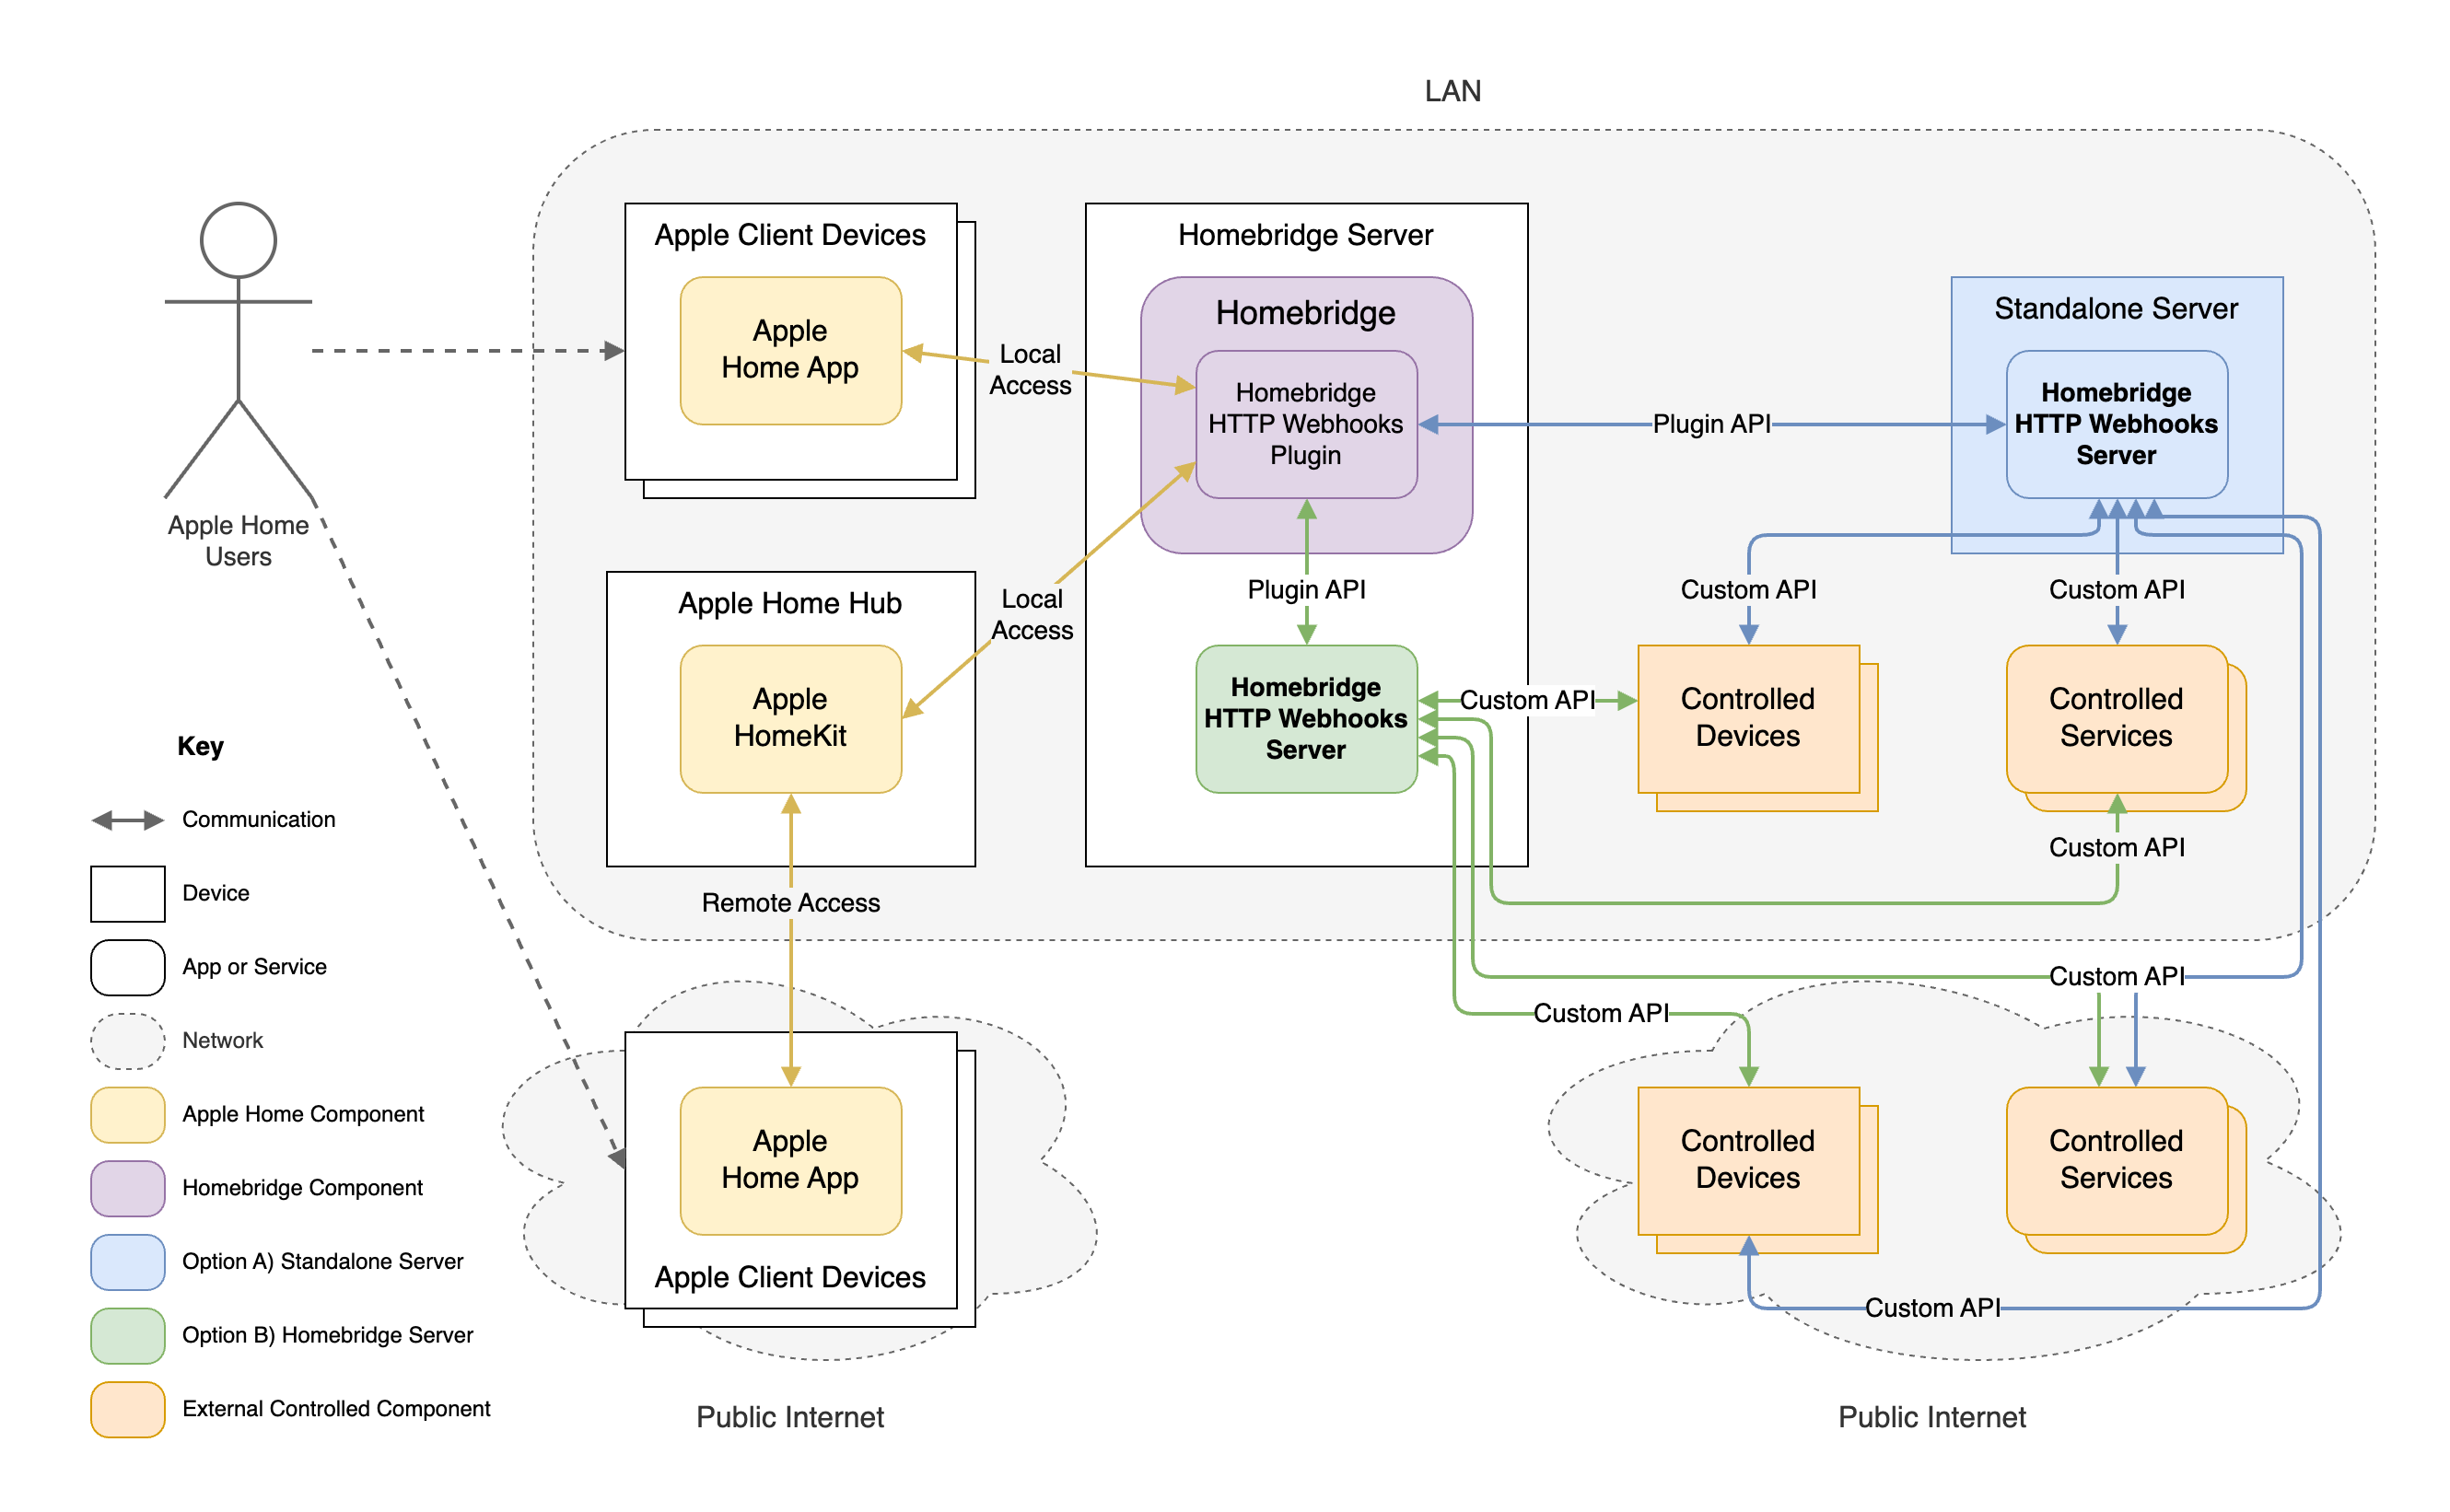 LAN
Apple Client Devices
Apple
Home App
Local
Access
Homebridge Server
Homebridge
Homebridge
HTTP Webhooks
Plugin
Plugin API
Standalone Server
Homebridge
HTTP Webhooks
Server
Apple Home
Users
Apple Home Hub
Apple
HomeKit
Local
Access
Plugin API
Homebridge
HTTP Webhooks
Server
Custom API
Custom API
Custom API
Controlled
Devices
Controlled
Services
Custom API
Remote Access
Custom API
Custom API
Apple
Home App
Apple Client Devices
Public Internet
Controlled
Devices
Controlled
Services
Custom API
Public Internet
Key
Communication
Device
App or Service
Network
Apple Home Component
Homebridge Component
Option A) Standalone Server
Option B) Homebridge Server
External Controlled Component